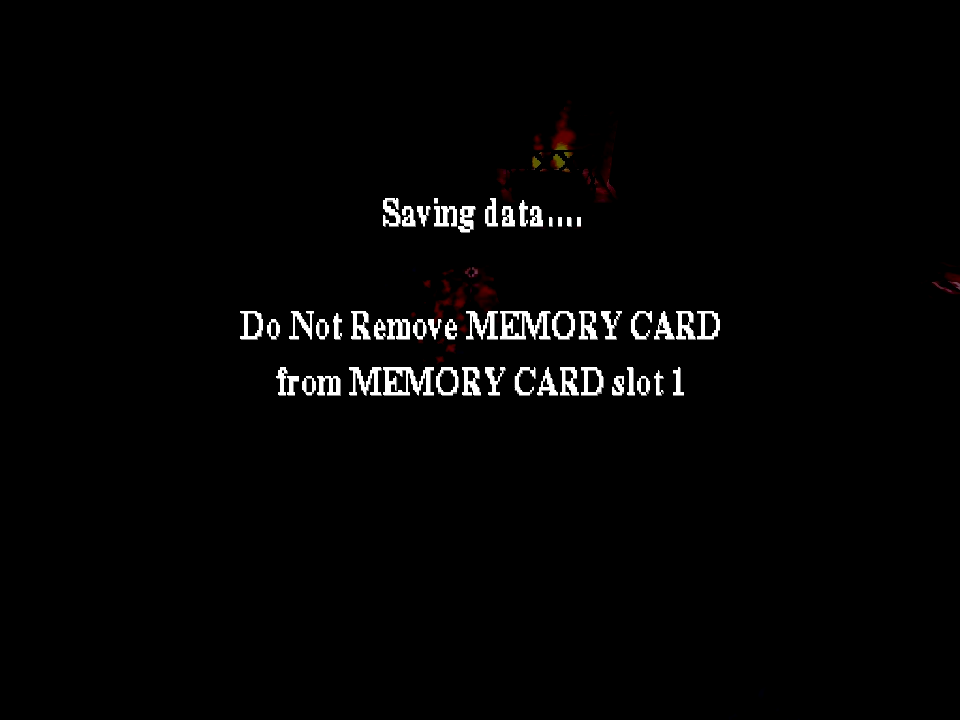 Saving data....
Do Not Remove MEMORY CARD
from MEMORY CARD slot 1